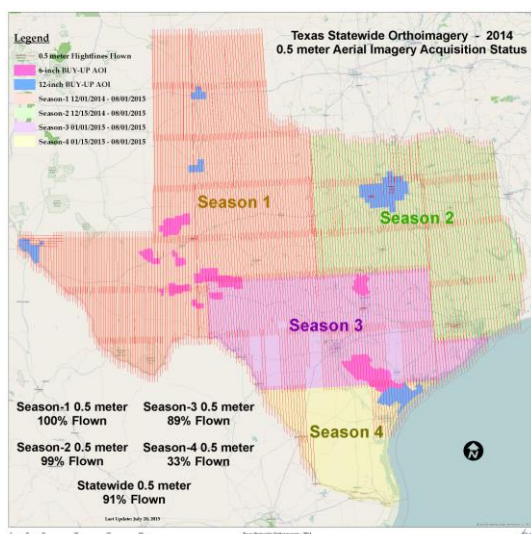 Texas Statewide Orthoimagery - 2014
0.5 meter Aerial Imagery Acquisition Status
Legend
0.5 meter Flightlines Flown
6-inch BUY-UP AOI
12-inch BUY-UP AOI
Season-1 12/01/2014 - 08/01/2015
Season-2 12/15/2014 - 08/01/2015
Season-3 01/01/2015 - 08/01/2015
Season-4 01/15/2015 - 08/01/2015
Season 1
Season 2
Season 3
Season 4
Season-1 0.5 meter
100% Flown
Season-3 0.5 meter
89% Flown
Season-2 0.5 meter
99% Flown
Season-4 0.5 meter
33% Flown
Statewide 0.5 meter
91% Flown
Last Update: July 20, 2015
N